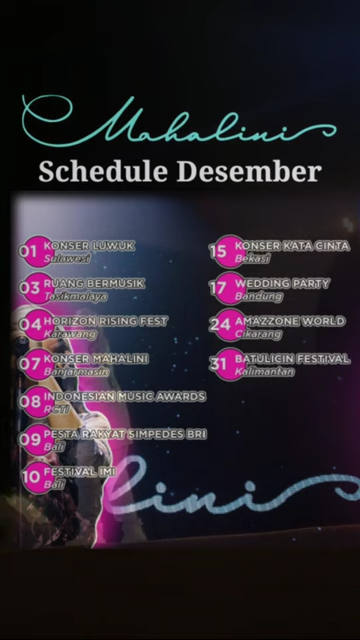 Mahalini
Schedule Desember
01 KONSER LUWUK
Sulawesi
03 RUANG BERMUSIK
Tasikmalaya
04 HORIZON RISING FEST
Karawang
07 KONSER MAHALINI
Banjarmasin
08 INDONESIAN MUSIC AWARDS
RCTI
09 PESTA RAKYAT SIMPEDES BRI
Bali
10 FESTIVAL IMI
Bali
15 KONSER KATA CINTA
Bekasi
17 WEDDING PARTY
Bandung
24 AMAZZONE WORLD
Cikarang
31 BATULICIN FESTIVAL
Kalimantan
lini